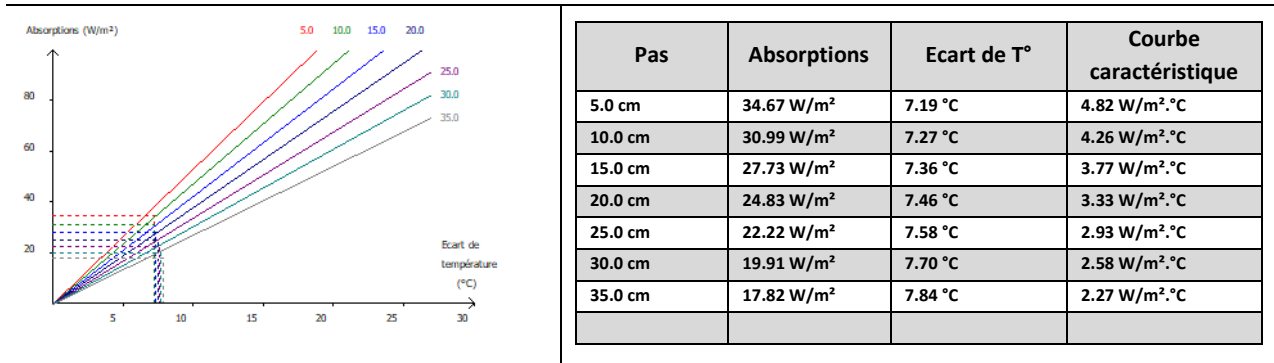 Absorptions (W/m²)
5.0 10.0 15.0 20.0
25.0
30.0
35.0
80
60
40
20
Ecart de
température
(°C)
5 10 15 20 25 30
Pas Absorptions Ecart de T° Courbe caractéristique
5.0 cm 34.67 W/m² 7.19 °C 4.82 W/m².°C
10.0 cm 30.99 W/m² 7.27 °C 4.26 W/m².°C
15.0 cm 27.73 W/m² 7.36 °C 3.77 W/m².°C
20.0 cm 24.83 W/m² 7.46 °C 3.33 W/m².°C
25.0 cm 22.22 W/m² 7.58 °C 2.93 W/m².°C
30.0 cm 19.91 W/m² 7.70 °C 2.58 W/m².°C
35.0 cm 17.82 W/m² 7.84 °C 2.27 W/m².°C